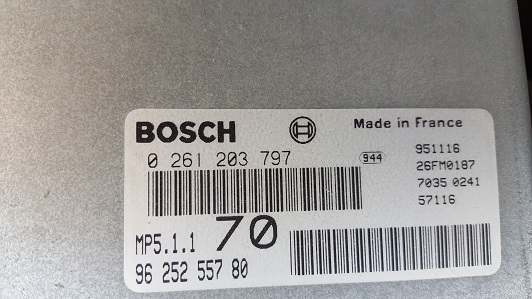 BOSCH
Made in France
0 261 203 797
944
951116
26FM0187
7035 0241
57116
MP5.1.1
70
96 252 557 80